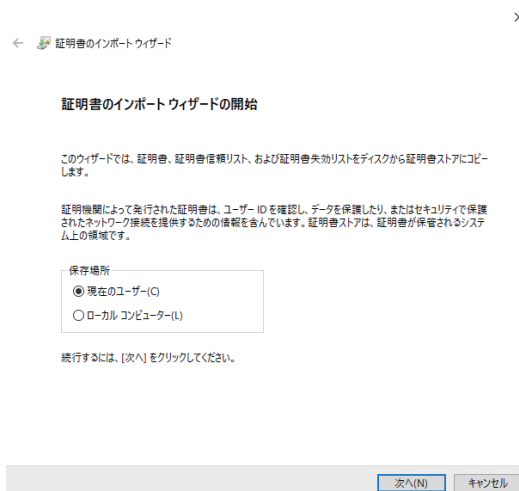 証明書のインポート ウィザード
証明書のインポート ウィザードの開始
このウィザードでは、証明書、証明書信頼リスト、および証明書失効リストをディスクから証明書ストアにコピー
します。
証明機関によって発行された証明書は、ユーザー ID を確認し、データを保護したり、またはセキュリティで保護
されたネットワーク接続を提供するための情報を含んでいます。証明書ストアは、証明書が保管されるシステ
ム上の領域です。
保存場所
現在のユーザー(C)
ローカル コンピューター(L)
続行するには、[次へ] をクリックしてください。
次へ(N)
キャンセル